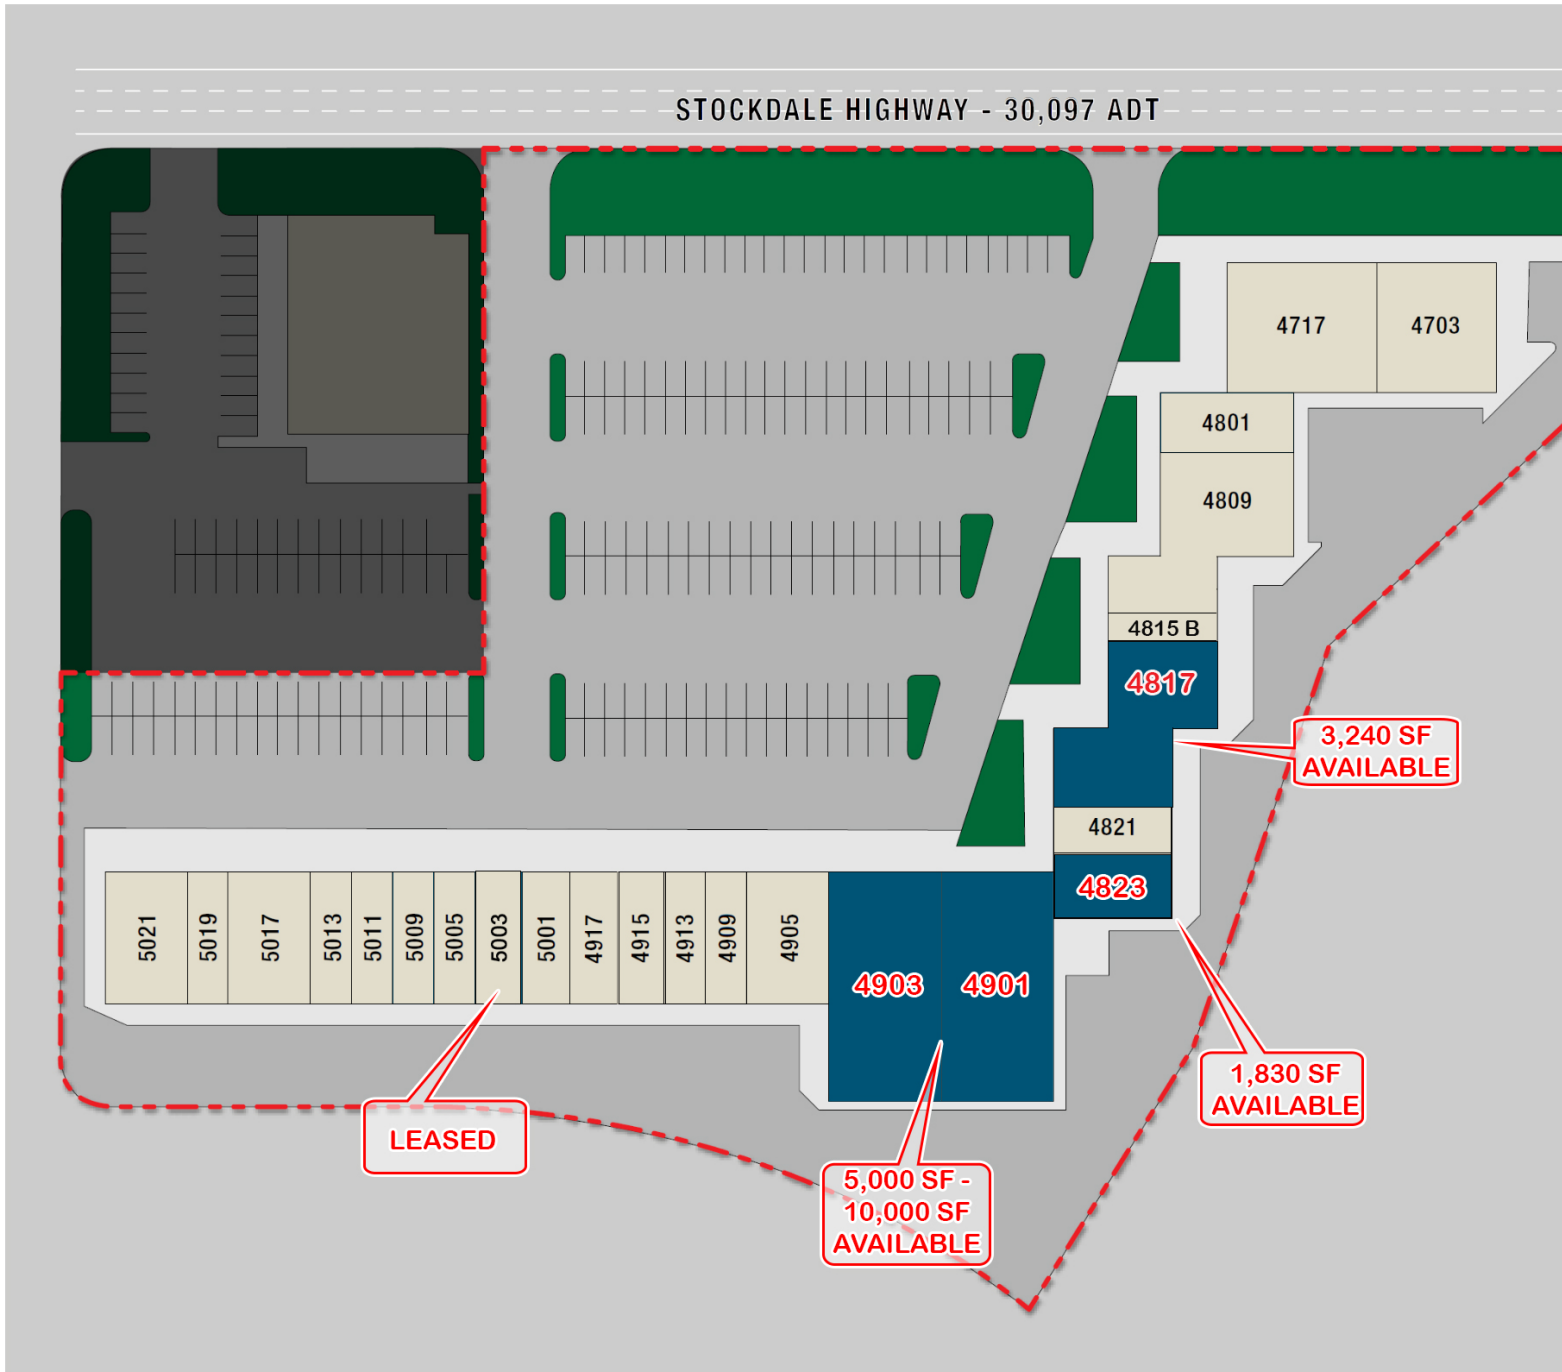 STOCKDALE HIGHWAY - 30,097 ADT
4717
4703
4801
4809
4815 B
4817
3,240 SF
AVAILABLE
4821
4823
5021
5019
5017
5013
5011
5009
5005
5003
5001
4917
4915
4913
4909
4905
4903
4901
1,830 SF
AVAILABLE
LEASED
5,000 SF -
10,000 SF
AVAILABLE